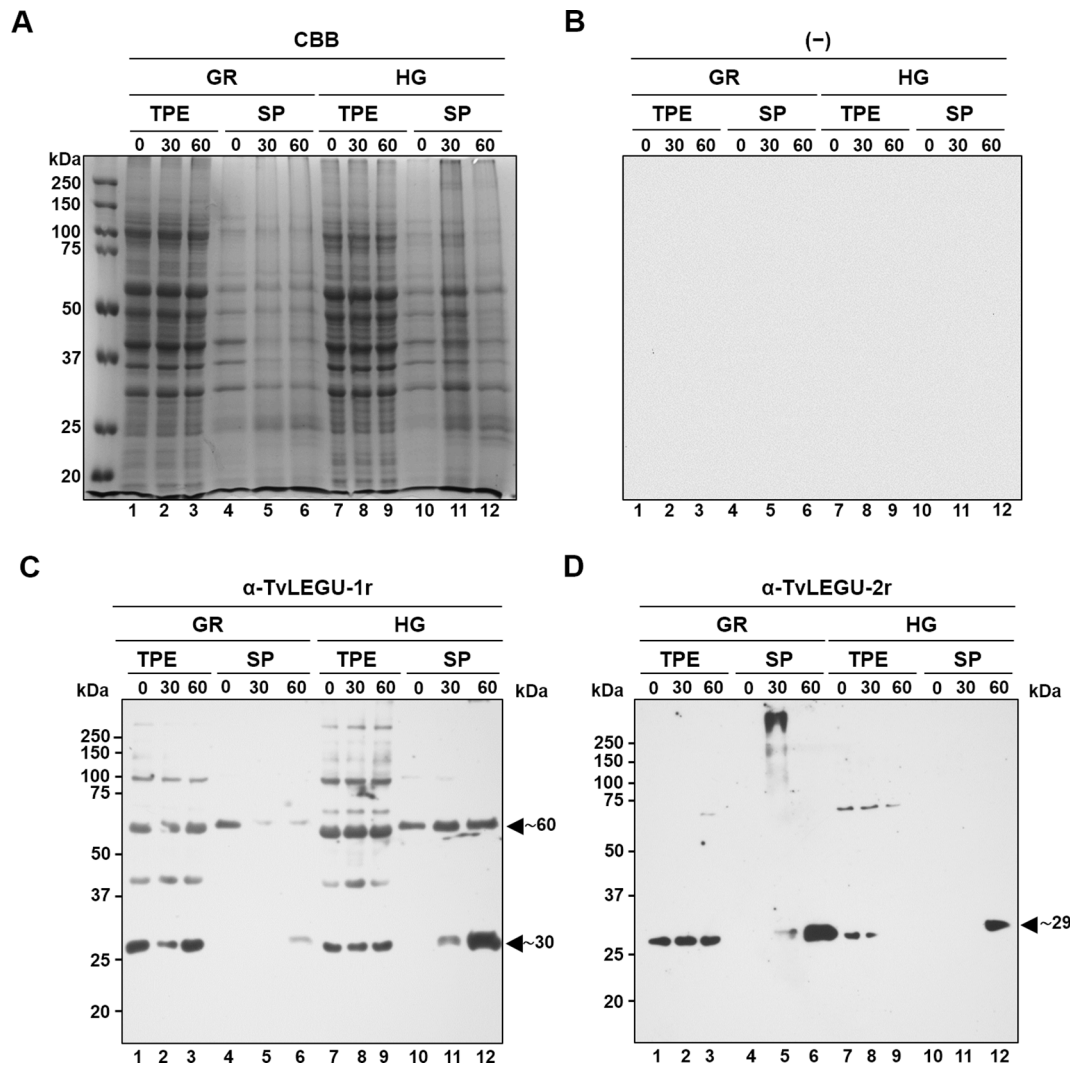 A
CBB
GR HG
TPE SP TPE SP
0 30 60 0 30 60 0 30 60 0 30 60
kDa
250
150
100
75
50
37
25
20
1 2 3 4 5 6 7 8 9 10 11 12
B
(−)
GR HG
TPE SP TPE SP
0 30 60 0 30 60 0 30 60 0 30 60
1 2 3 4 5 6 7 8 9 10 11 12
C
α-TvLEGU-1r
GR HG
TPE SP TPE SP
kDa 0 30 60 0 30 60 0 30 60 0 30 60 kDa
250
150
100
75
~60
50
37
~30
25
20
1 2 3 4 5 6 7 8 9 10 11 12
D
α-TvLEGU-2r
GR HG
TPE SP TPE SP
kDa 0 30 60 0 30 60 0 30 60 0 30 60 kDa
250
150
100
75
50
37
~29
25
20
1 2 3 4 5 6 7 8 9 10 11 12